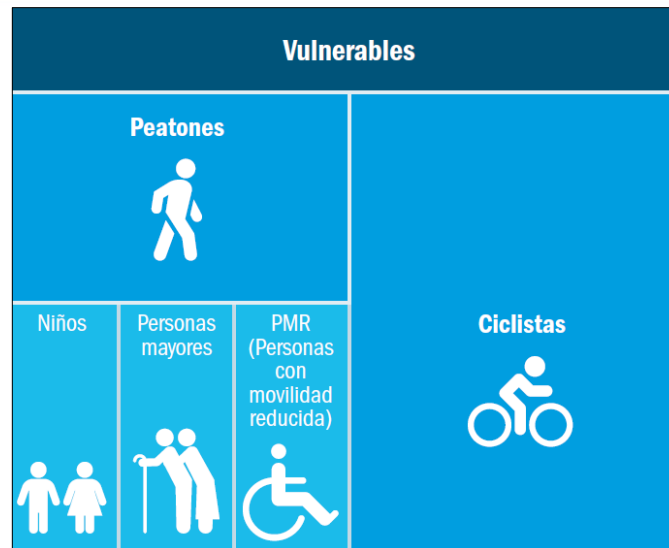 Vulnerables
Peatones
Niños
Personas
mayores
PMR
(Personas
con
movilidad
reducida)
Ciclistas